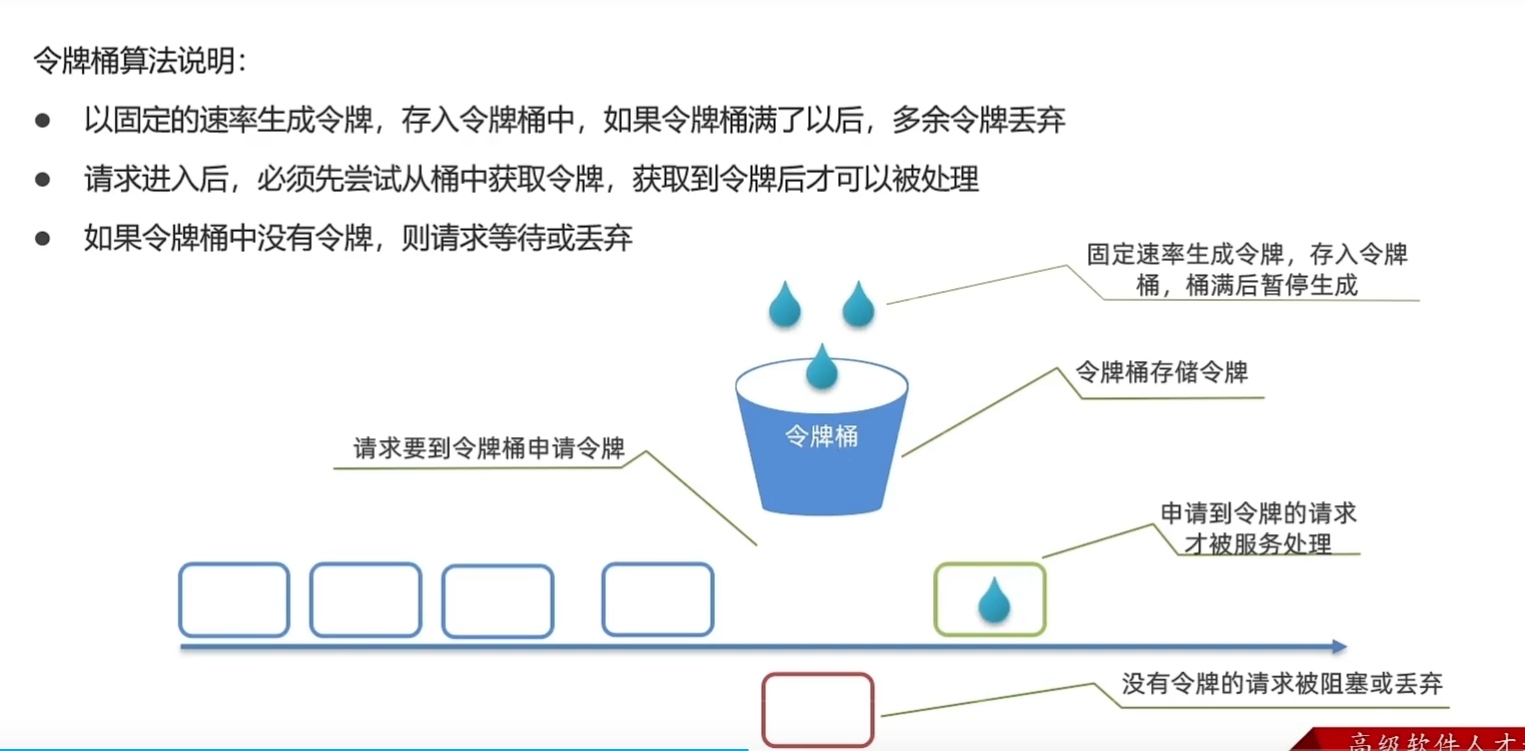 令牌桶算法说明：
以固定的速率生成令牌，存入令牌桶中，如果令牌桶满了以后，多余令牌丢弃
请求进入后，必须先尝试从桶中获取令牌，获取到令牌后才可以被处理
如果令牌桶中没有令牌，则请求等待或丢弃
固定速率生成令牌，存入令牌
桶，桶满后暂停生成
令牌桶存储令牌
令牌桶
请求要到令牌桶申请令牌
申请到令牌的请求
才被服务处理
没有令牌的请求被阻塞或丢弃
高级软件人才